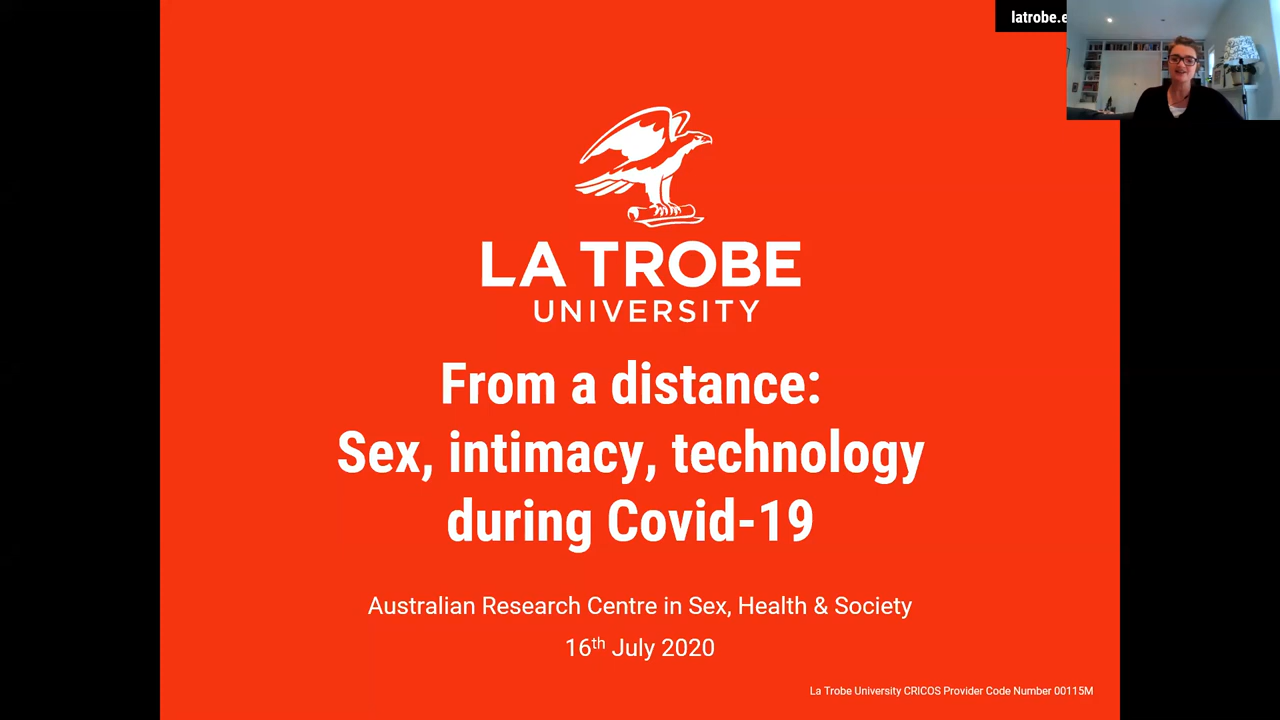 latrobe.e
LA TROBE
UNIVERSITY
From a distance:
Sex, intimacy, technology
during Covid-19
Australian Research Centre in Sex, Health & Society
16th July 2020
La Trobe University CRICOS Provider Code Number 00115M